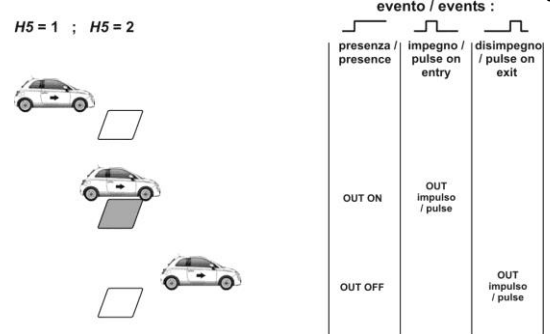 evento / events :
H5 = 1 ; H5 = 2
presenza / presence
impegno / pulse on entry
disimpegno / pulse on exit
OUT ON
OUT impulso / pulse
OUT OFF
OUT impulso / pulse